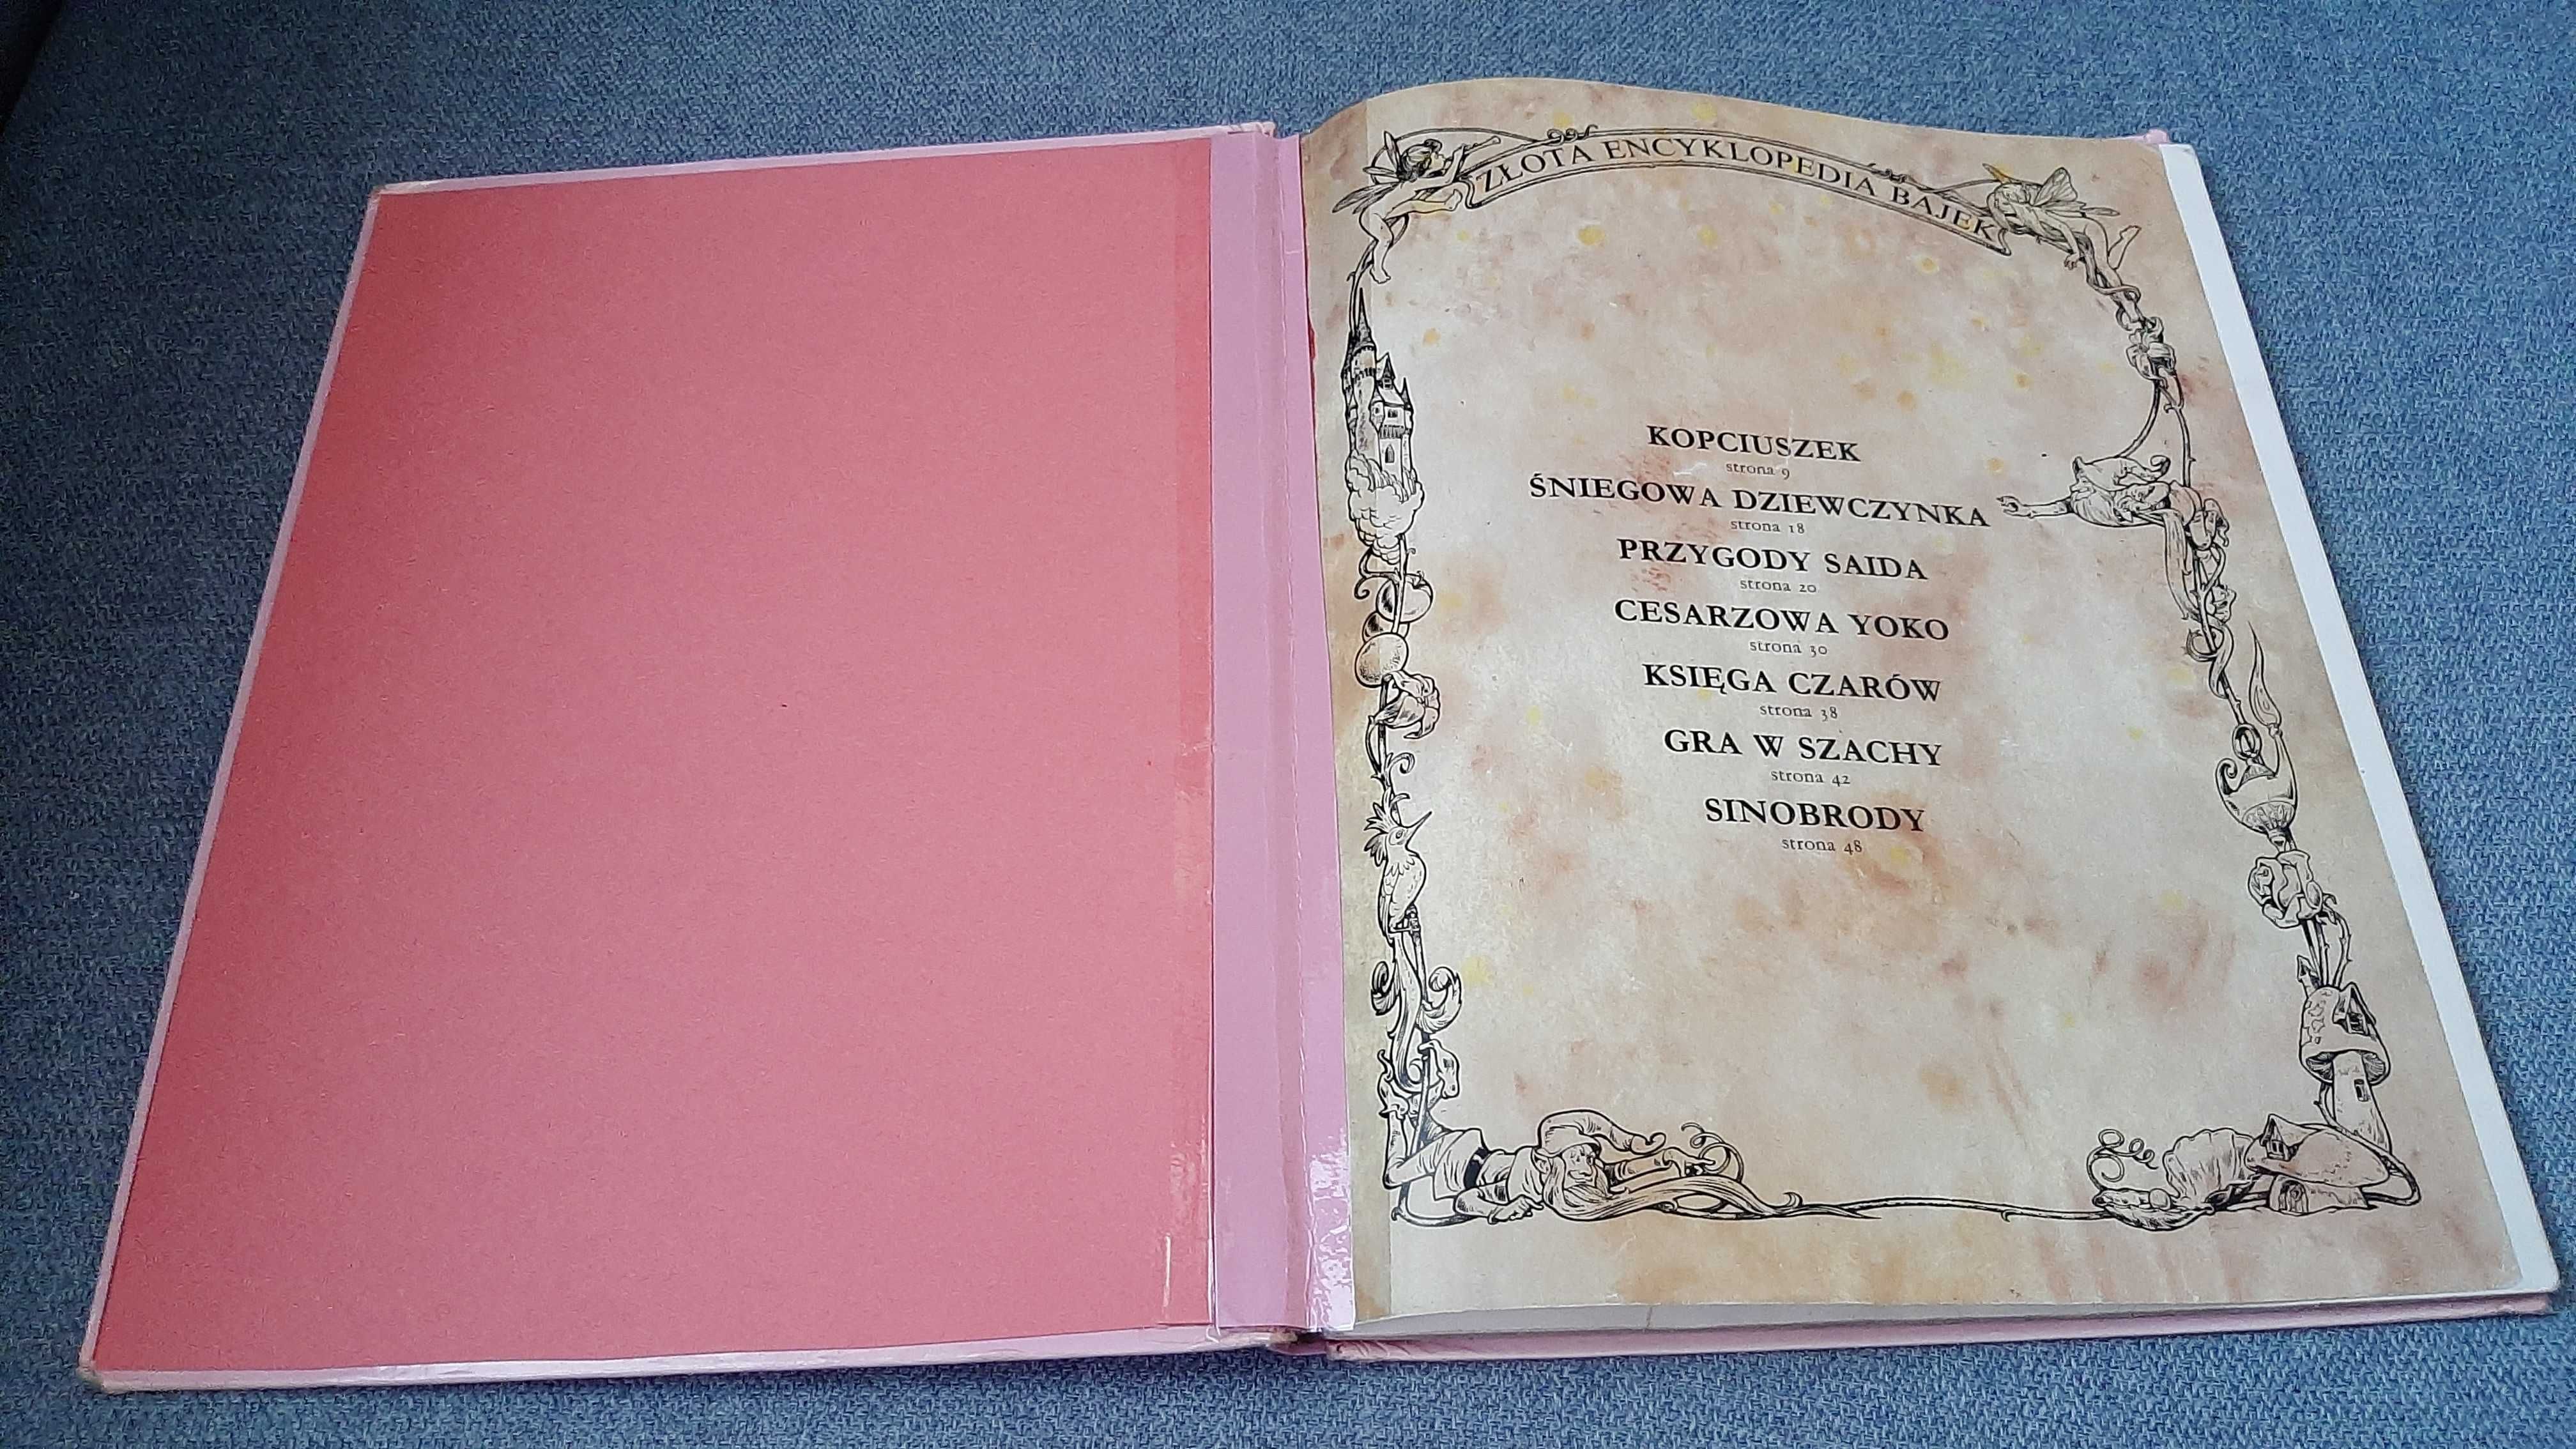 ZŁOTA ENCYKLOPEDIA BAJEK
KOPCIUSZEK
strona 9
ŚNIEGOWA DZIEWCZYNKA
strona 18
PRZYGODY SAIDA
strona 20
CESARZOWA YOKO
strona 30
KSIĘGA CZARÓW
strona 38
GRA W SZACHY
strona 42
SINOBRODY
strona 48